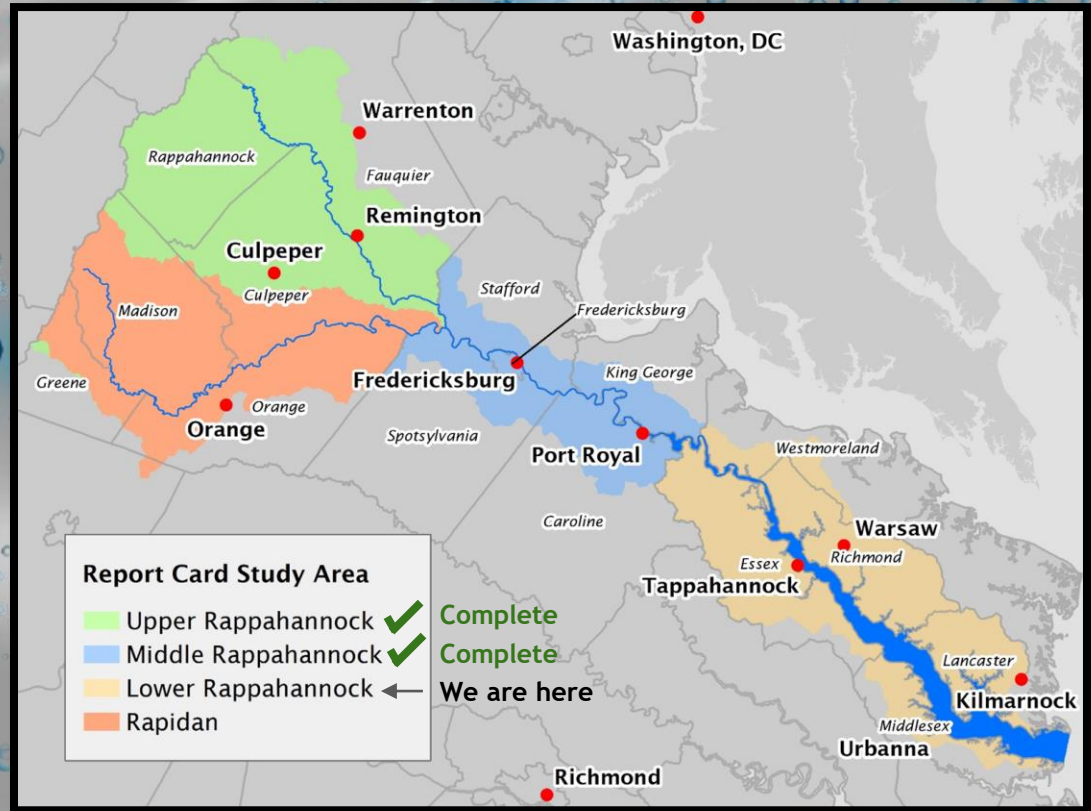 Washington, DC
Warrenton
Rappahannock
Fauquier
Remington
Culpeper
Culpeper
Stafford
Madison
Fredericksburg
Greene
Fredericksburg
King George
Orange
Orange
Spotsylvania
Port Royal
Westmoreland
Caroline
Warsaw
Richmond
Essex
Tappahannock
Lancaster
Kilmarnock
Middlesex
Urbanna
Richmond
Report Card Study Area
Upper Rappahannock ✔ Complete
Middle Rappahannock ✔ Complete
Lower Rappahannock ← We are here
Rapidan